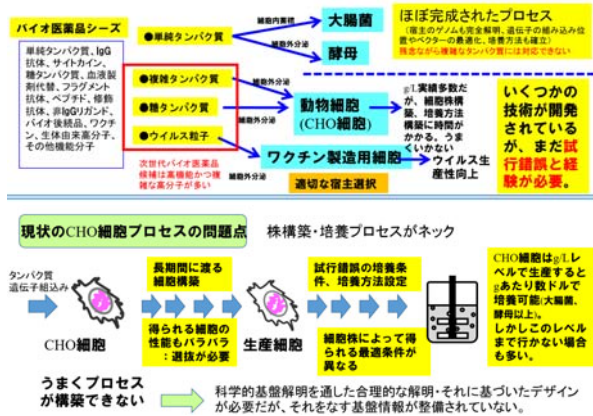 バイオ医薬品シーズ
単純タンパク質、IgG
抗体、サイトカイン、
糖タンパク質、血液製
剤代替、フラグメント
抗体、ペプチド、修飾
抗体、非IgGリガンド、
バイオ後続品、ワクチ
ン、生体由来高分子、
その他機能分子
●単純タンパク質
●複雑タンパク質
●糖タンパク質
●ウイルス粒子
次世代バイオ医薬品
候補は高機能かつ複
雑な高分子が多い
細胞内蓄積
細胞外分泌
細胞外分泌
細胞外分泌
細胞外分泌
大腸菌
酵母
動物細胞
(CHO細胞)
ワクチン製造用細胞
適切な宿主選択
ほぼ完成されたプロセス
(宿主のゲノムも完全解明、遺伝子の組み込み位
置やベクターの最適化、培養方法も確立)
残念ながら複雑なタンパク質には対応できない
g/L実績多数だ
が、細胞株構
築、培養方法
構築に時間が
かかる。うま
くいかない
ウイルス生
産性向上
いくつかの
技術が開発
されている
が、まだ試
行錯誤と経
験が必要。
現状のCHO細胞プロセスの問題点
株構築・培養プロセスがネック
タンパク質
遺伝子組込み
CHO細胞
長期間に渡る
細胞構築
得られる細胞の
性能もバラバラ
：選抜が必要
生産細胞
試行錯誤の培養条
件、培養方法設定
細胞株によって得
られる最適条件が
異なる
CHO細胞はg/Lレ
ベルで生産すると
gあたり数ドルで
培養可能(大腸菌、
酵母以上)。
しかしこのレベル
まで行かない場合
も多い。
うまくプロセス
が構築できない
科学的基盤解明を通した合理的な解明・それに基づいたデザイン
が必要だが、それをなす基盤情報が整備されていない。